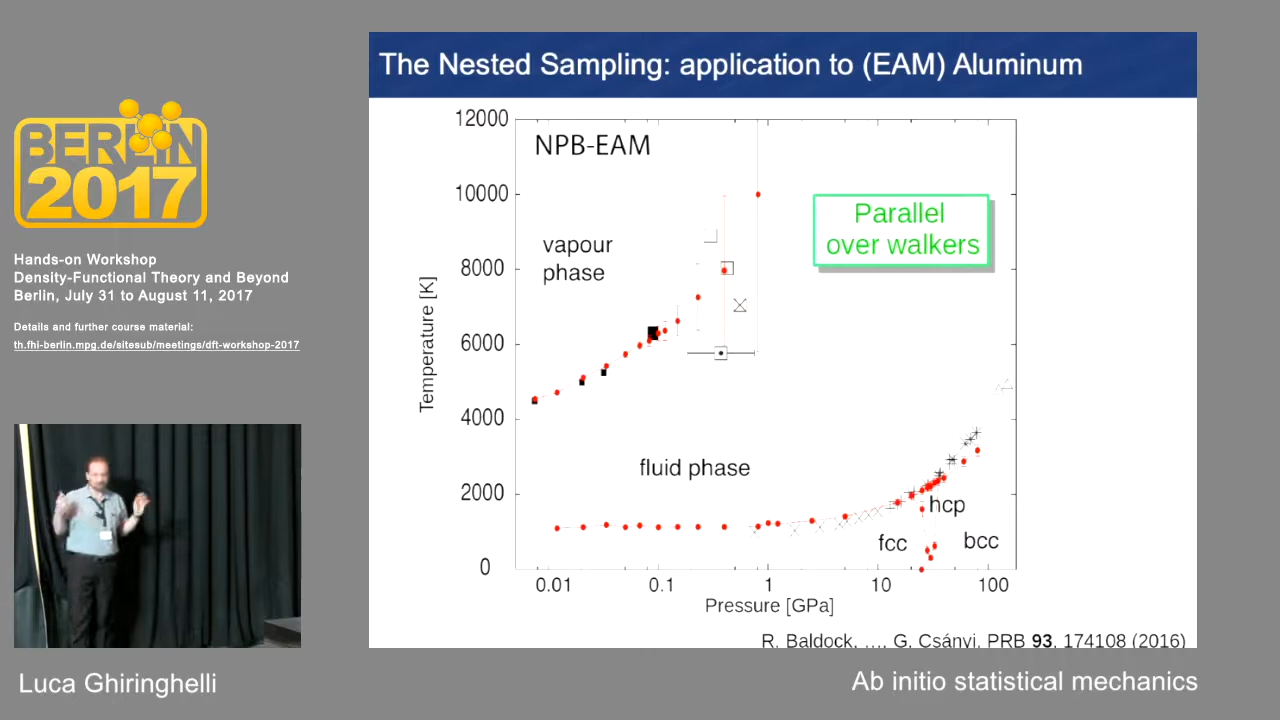 The Nested Sampling: application to (EAM) Aluminum
BERLIN
2017
Hands-on Workshop
Density-Functional Theory and Beyond
Berlin, July 31 to August 11, 2017
Details and further course material:
th.fhi-berlin.mpg.de/sitesub/meetings/dft-workshop-2017
12000
10000
8000
6000
4000
2000
0
Temperature [K]
NPB-EAM
vapour
phase
Parallel
over walkers
fluid phase
hcp
fcc
bcc
0.01
0.1
1
10
100
Pressure [GPa]
R. Baldock, ..., G. Csányi, PRB 93, 174108 (2016)
Luca Ghiringhelli
Ab initio statistical mechanics